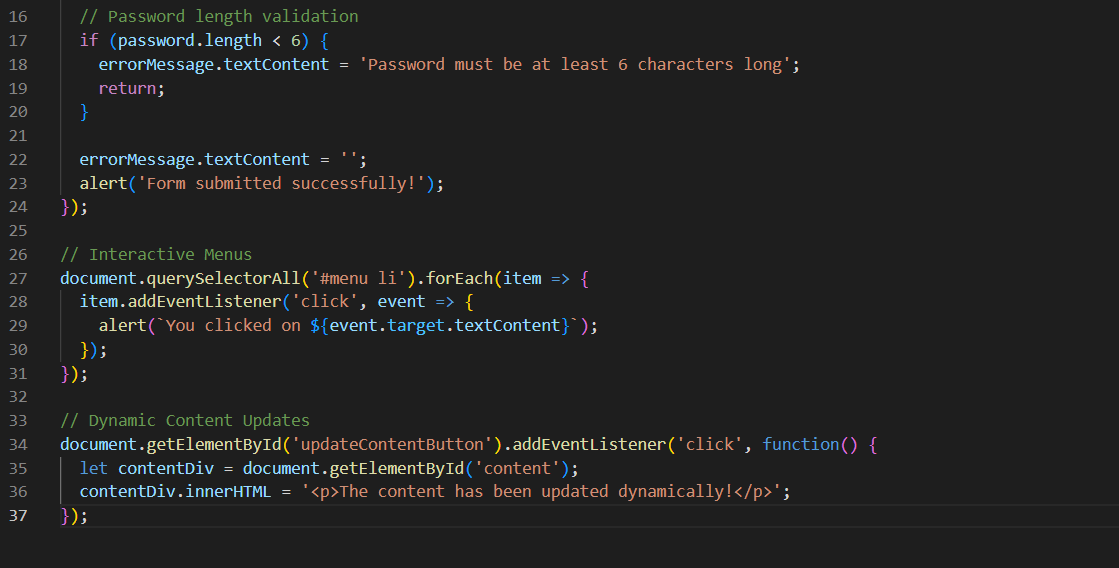 16 // Password length validation
17 if (password.length < 6) {
18 errorMessage.textContent = 'Password must be at least 6 characters long';
19 return;
20 }
21
22 errorMessage.textContent = '';
23 alert('Form submitted successfully!');
24 });
25
26 // Interactive Menus
27 document.querySelectorAll('#menu li').forEach(item => {
28 item.addEventListener('click', event => {
29 alert(`You clicked on ${event.target.textContent}`);
30 });
31 });
32
33 // Dynamic Content Updates
34 document.getElementById('updateContentButton').addEventListener('click', function() {
35 let contentDiv = document.getElementById('content');
36 contentDiv.innerHTML = '<p>The content has been updated dynamically!</p>';
37 });